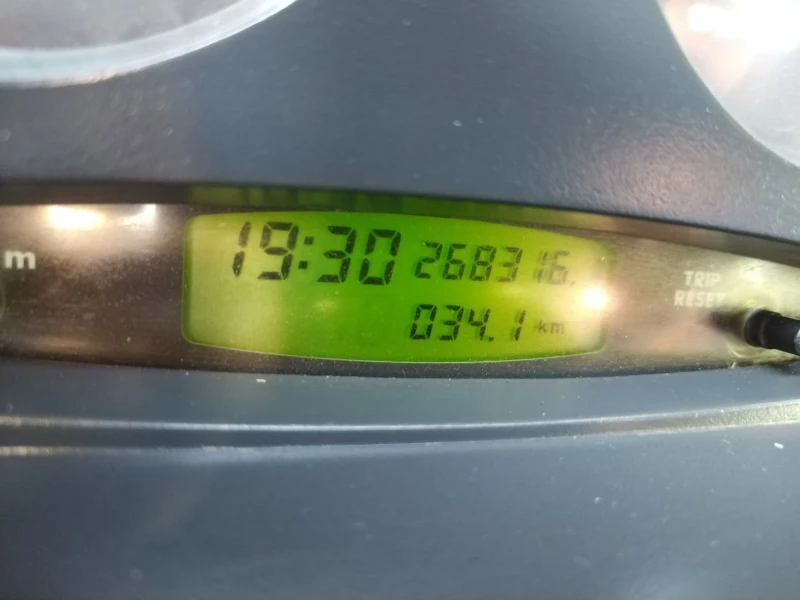 m
19:30 268316.
034.1 km
TRIP
RESET